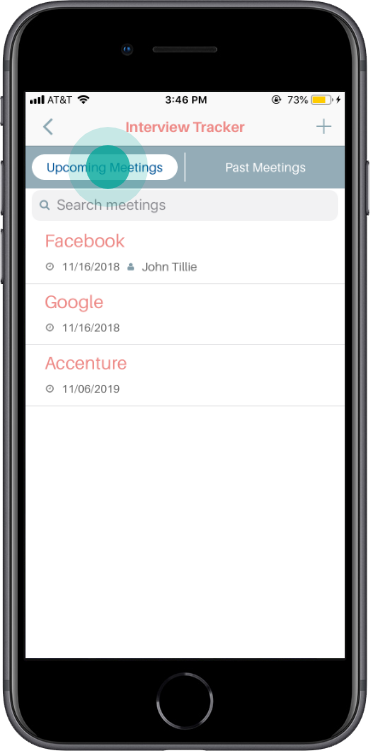 AT&T 3:46 PM 73%
Interview Tracker
Upcoming Meetings Past Meetings
Search meetings
Facebook
11/16/2018 John Tillie
Google
11/16/2018
Accenture
11/06/2019